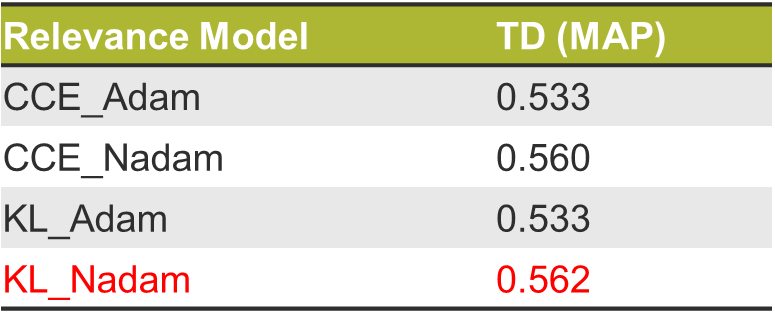 Relevance Model TD (MAP)
CCE_Adam 0.533
CCE_Nadam 0.560
KL_Adam 0.533
KL_Nadam 0.562